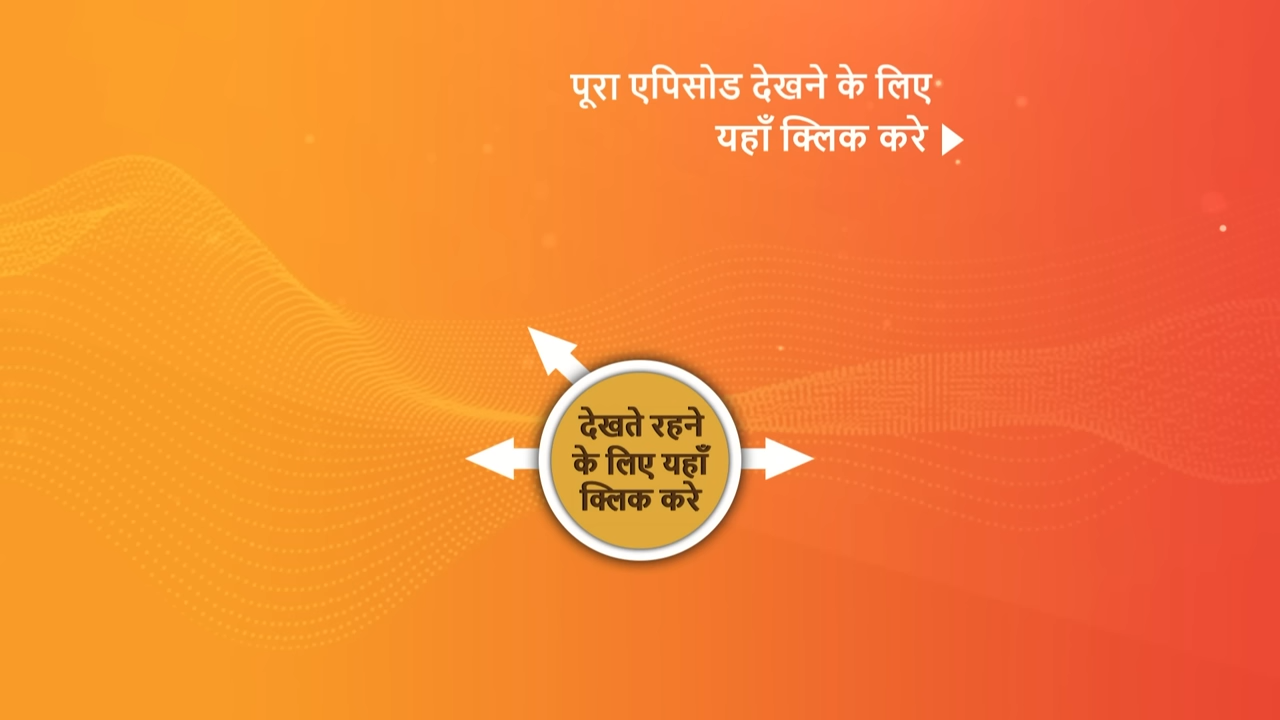 पूरा एपिसोड देखने के लिए
यहाँ क्लिक करे
देखते रहने
के लिए यहाँ
क्लिक करे